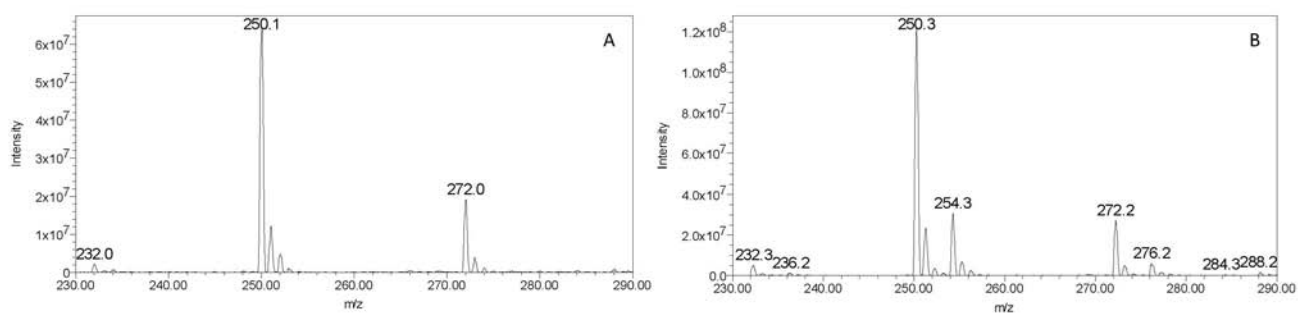 250.1
A
6x10⁷
5x10⁷
4x10⁷
3x10⁷
2x10⁷
1x10⁷
0
Intensity
272.0
232.0
230.00 240.00 250.00 260.00 270.00 280.00 290.00
m/z
250.3
B
1.2x10⁸
1.0x10⁸
8.0x10⁷
6.0x10⁷
4.0x10⁷
2.0x10⁷
0.0
Intensity
254.3
272.2
232.3
236.2
276.2
284.3 288.2
230.00 240.00 250.00 260.00 270.00 280.00 290.00
m/z